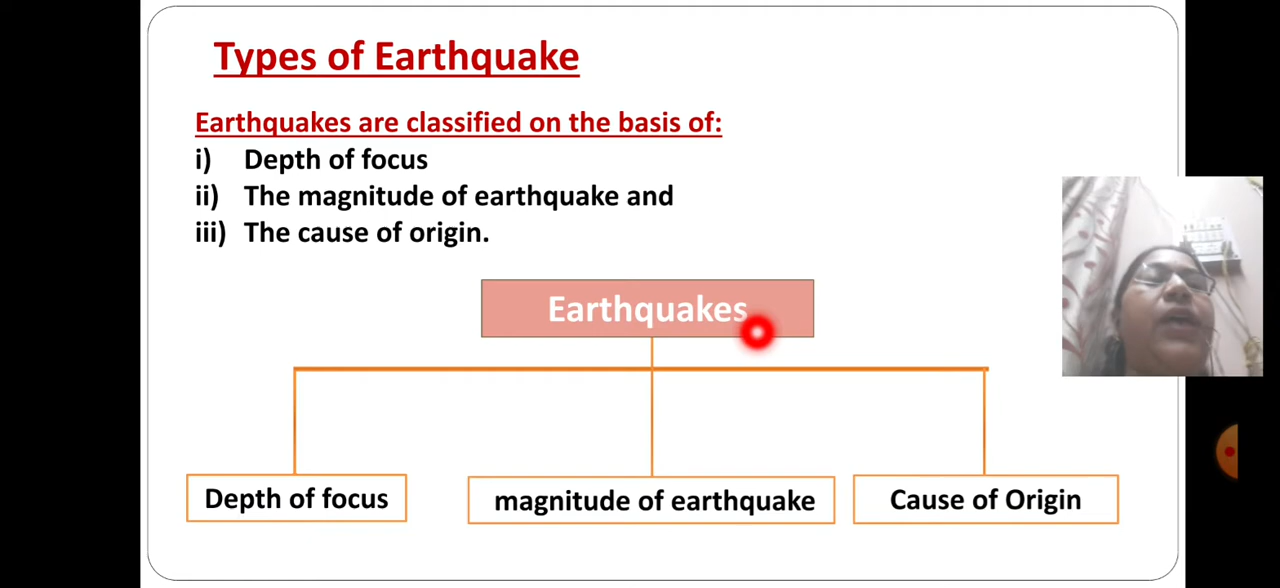 Types of Earthquake
Earthquakes are classified on the basis of:
i) Depth of focus
ii) The magnitude of earthquake and
iii) The cause of origin.
Earthquakes
Depth of focus
magnitude of earthquake
Cause of Origin